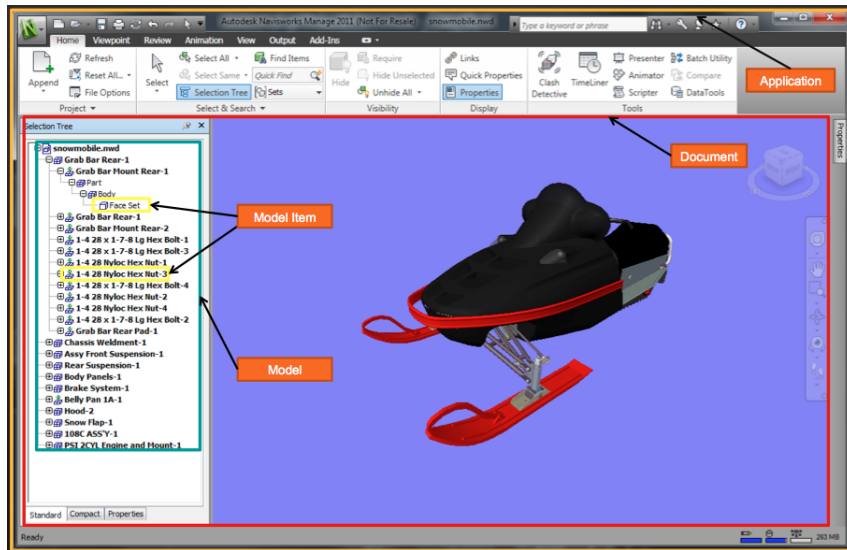 Autodesk Navisworks Manage 2011 (Not For Resale) snowmobile.nwd Type a keyword or phrase
Home Viewpoint Review Animation View Output Add-Ins
Append
Refresh
Reset All...
File Options
Project
Select
Select All
Select Same
Selection Tree
Find Items
Quick Find
Sets
Select & Search
Hide
Require
Hide Unselected
Unhide All
Visibility
Links
Quick Properties
Properties
Display
Clash
Detective
TimeLiner
Presenter
Animator
Scripter
Batch Utility
Compare
DataTools
Tools
Application
Selection Tree
Document
Properties
snowmobile.nwd
Grab Bar Rear-1
Grab Bar Mount Rear-1
Part
Body
Face Set
Grab Bar Rear-1
Grab Bar Mount Rear-2
1-4 28 x 1-7-8 Lg Hex Bolt-1
1-4 28 x 1-7-8 Lg Hex Bolt-3
1-4 28 Nyloc Hex Nut-1
1-4 28 Nyloc Hex Nut-3
1-4 28 x 1-7-8 Lg Hex Bolt-4
1-4 28 Nyloc Hex Nut-2
1-4 28 Nyloc Hex Nut-4
1-4 28 x 1-7-8 Lg Hex Bolt-2
Grab Bar Rear Pad-1
Chassis Weldment-1
Assy Front Suspension-1
Rear Suspension-1
Body Panels-1
Brake System-1
Belly Pan 1A-1
Hood-2
Snow Flap-1
108C ASS'Y-1
PSI 2CYL Engine and Mount-1
Model Item
Model
Standard Compact Properties
Ready
263 MB